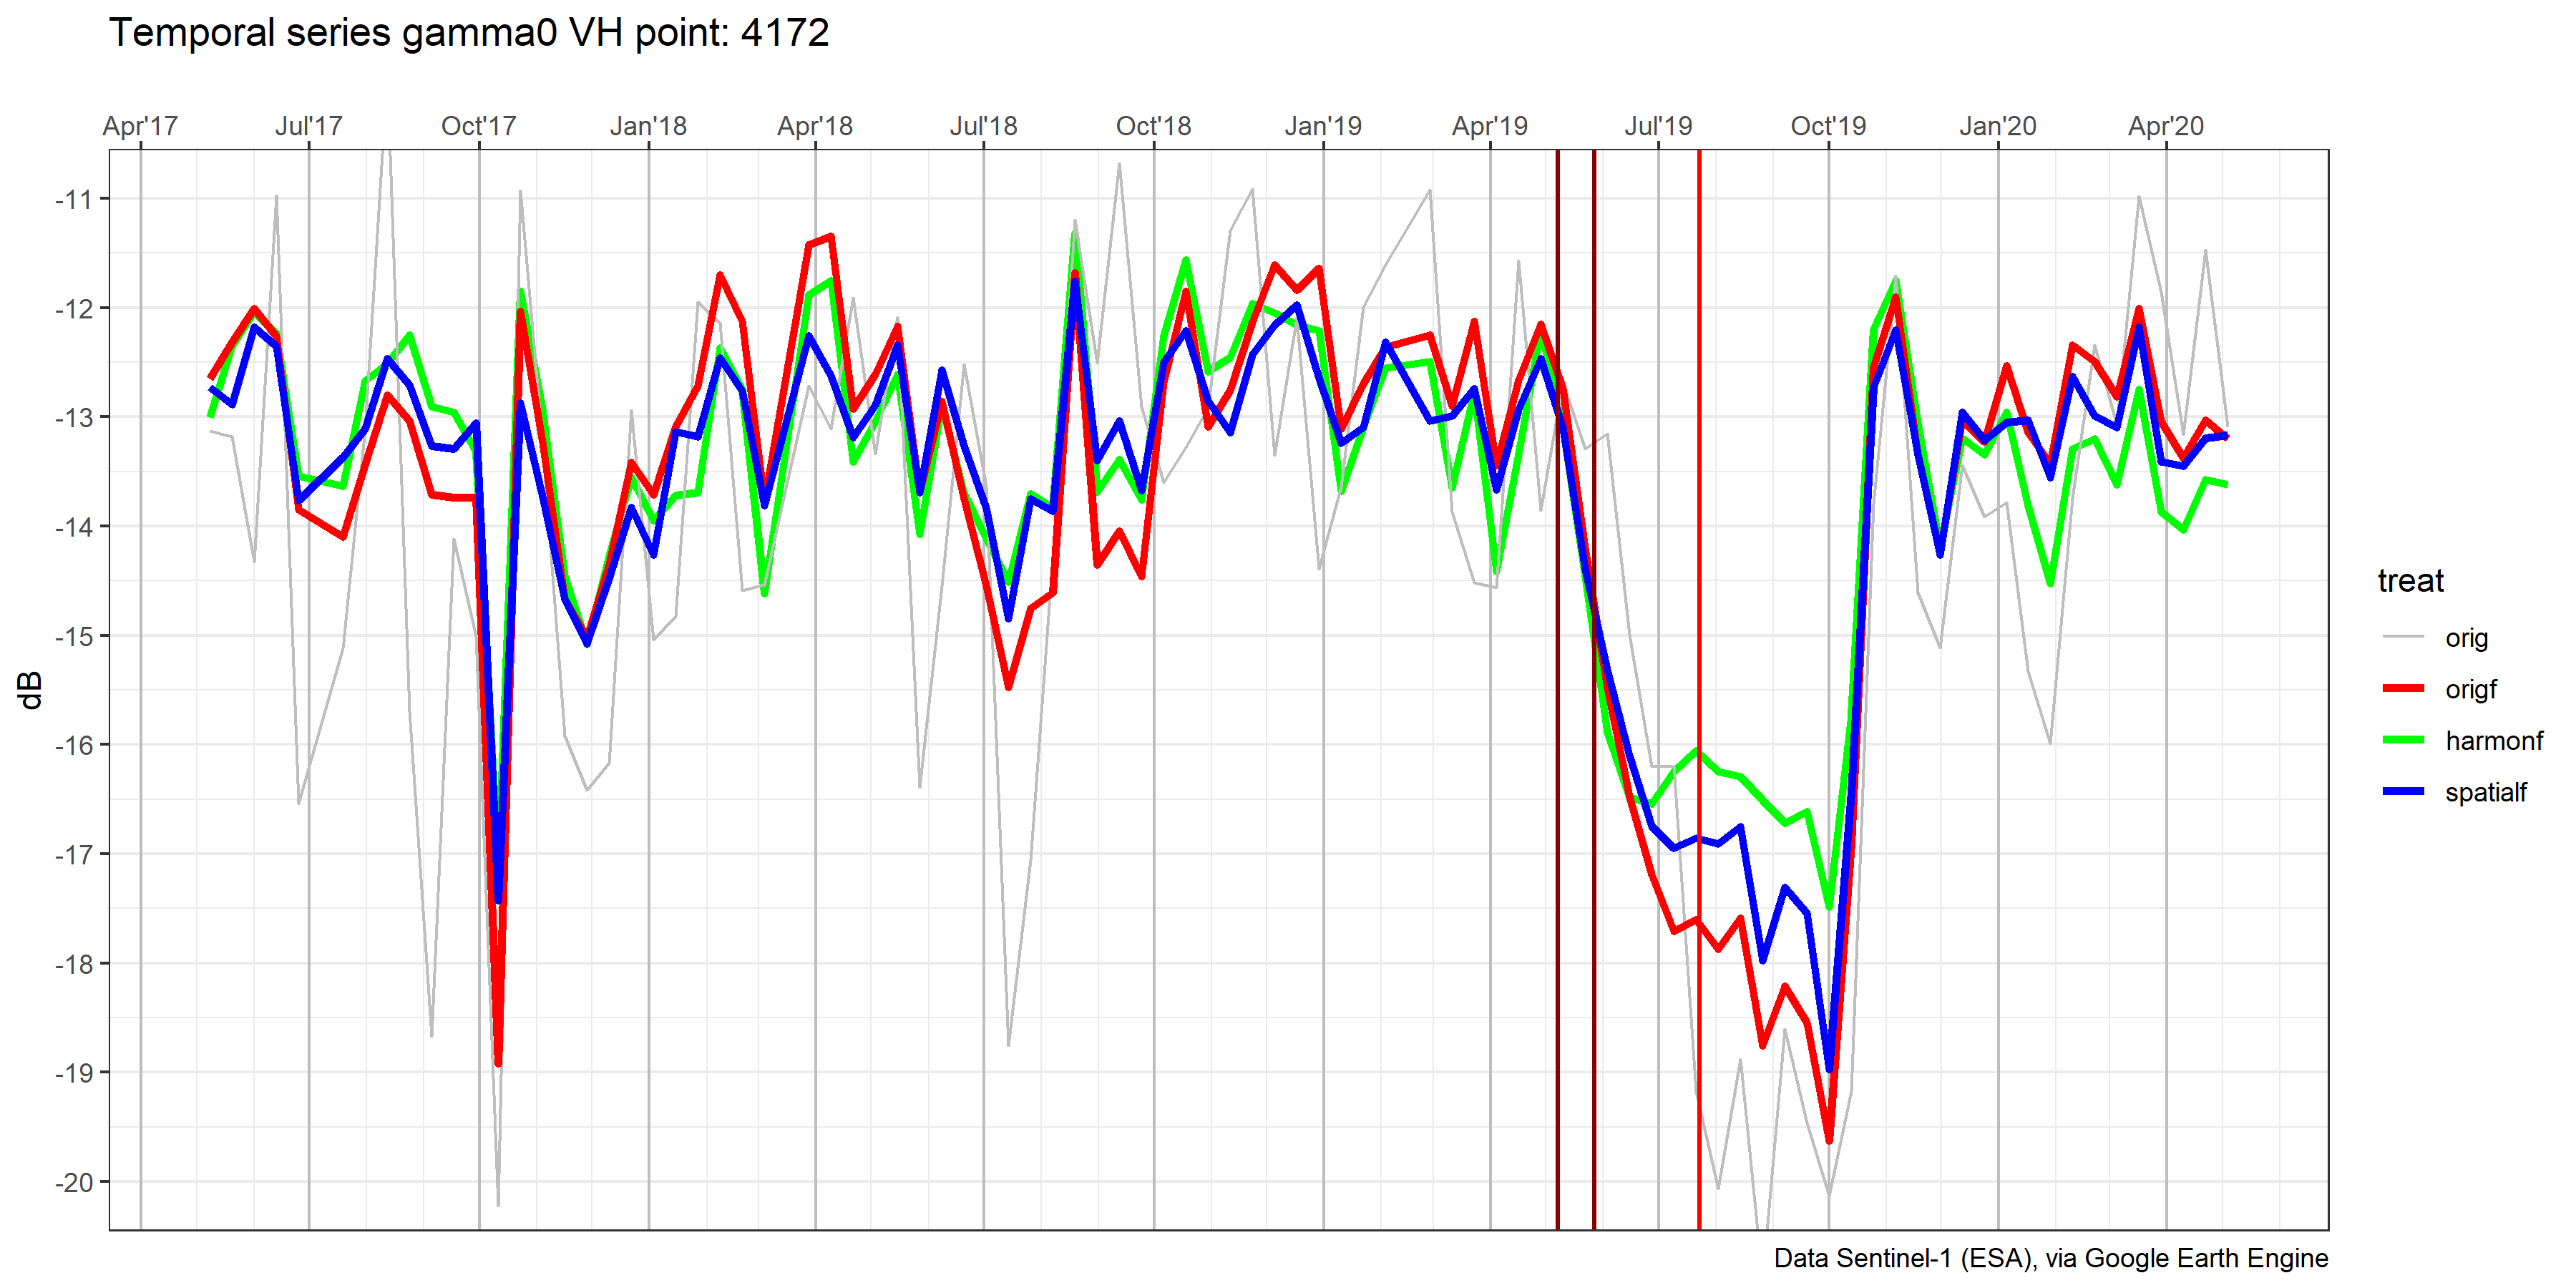 Temporal series gamma0 VH point: 4172
Apr'17 Jul'17 Oct'17 Jan'18 Apr'18 Jul'18 Oct'18 Jan'19 Apr'19 Jul'19 Oct'19 Jan'20 Apr'20
-11
-12
-13
-14
-15
-16
-17
-18
-19
-20
dB
treat
orig
origf
harmonf
spatialf
Data Sentinel-1 (ESA), via Google Earth Engine